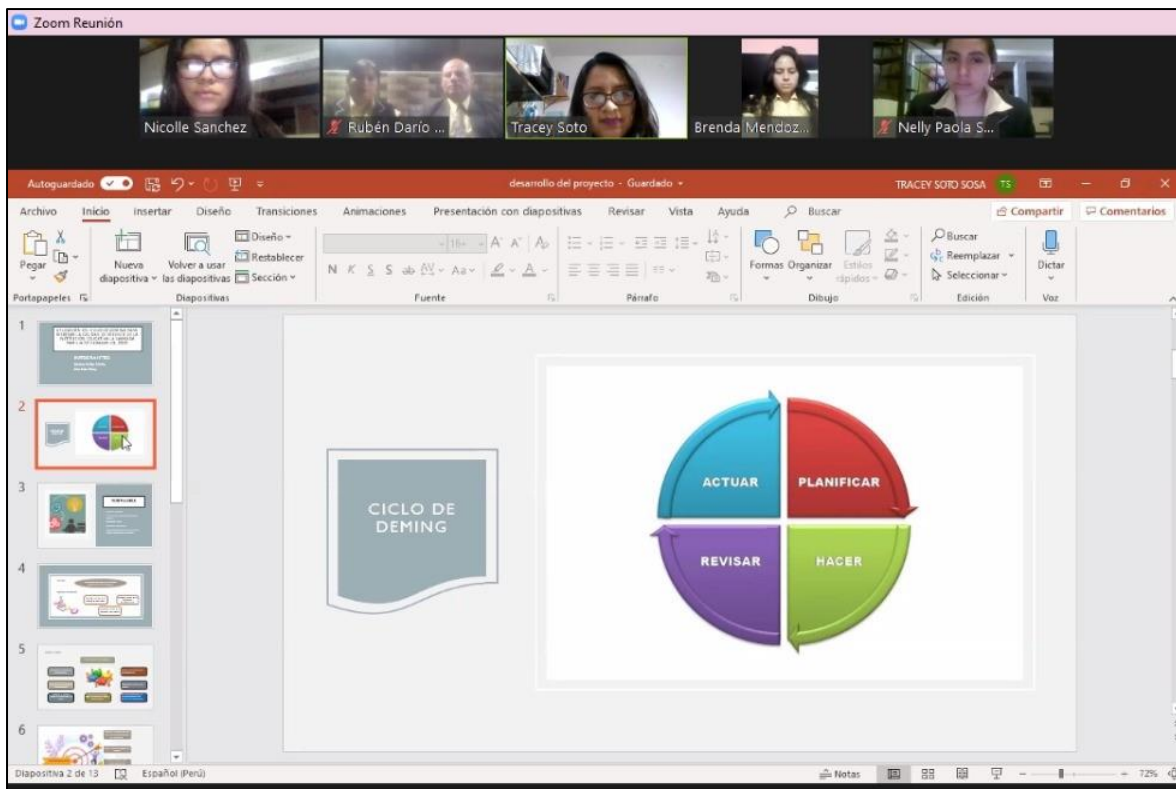 Zoom Reunión
Nicolle Sanchez
Rubén Darío ...
Tracey Soto
Brenda Mendoz...
Nelly Paola S...
Autoguardado
desarrollo del proyecto - Guardado
TRACEY SOTO SOSA TS
Archivo Inicio Insertar Diseño Transiciones Animaciones Presentación con diapositivas Revisar Vista Ayuda Buscar Compartir Comentarios
Pegar
Nueva diapositiva
Volver a usar las diapositivas
Diseño
Restablecer
Sección
N K S S ab AV Aa A
Formas Organizar Estilos rápidos
Buscar
Reemplazar
Seleccionar
Dictar
Portapapeles Diapositivas Fuente Párrafo Dibujo Edición Voz
1
2
3
4
5
6
CICLO DE
DEMING
ACTUAR PLANIFICAR
REVISAR HACER
Diapositiva 2 de 13 Español (Perú) Notas 72%